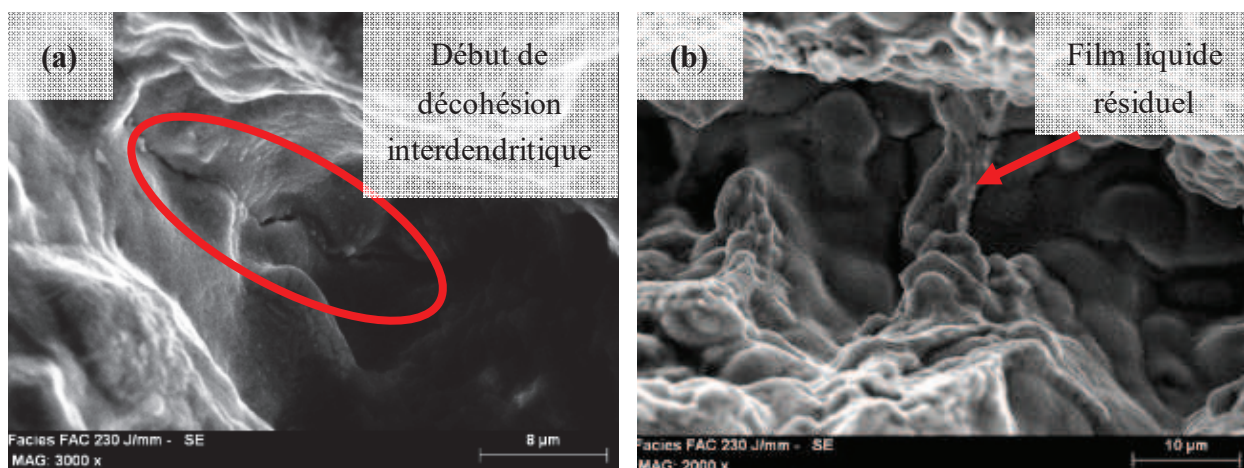 (a)
Début de
décohésion
interdendritique
Facies FAC 230 J/mm - SE
MAG: 3000 x
8 µm
(b)
Film liquide
résiduel
Facies FAC 230 J/mm - SE
MAG: 2000 x
10 µm